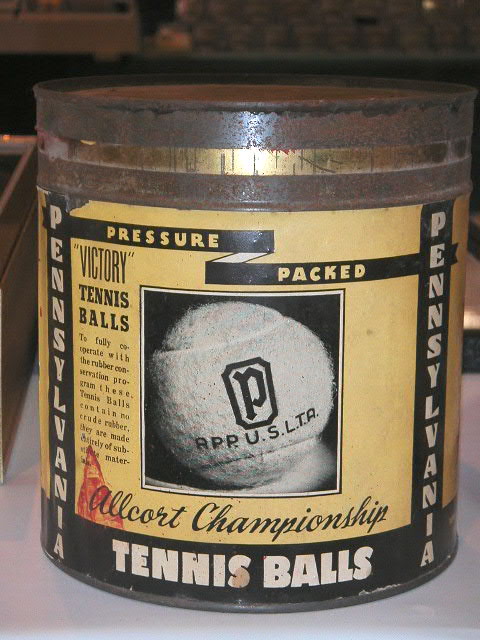 PENNSYLVANIA
PRESSURE
PACKED
"VICTORY"
TENNIS
BALLS
To fully co-
operate with
the rubber con-
servation pro-
gram these
Tennis Balls
contain no
crude rubber,
they are made
entirely of sub-
mater-
P
APP. U.S.L.T.A.
Allcort Championship
TENNIS BALLS
PENNSYLVANIA